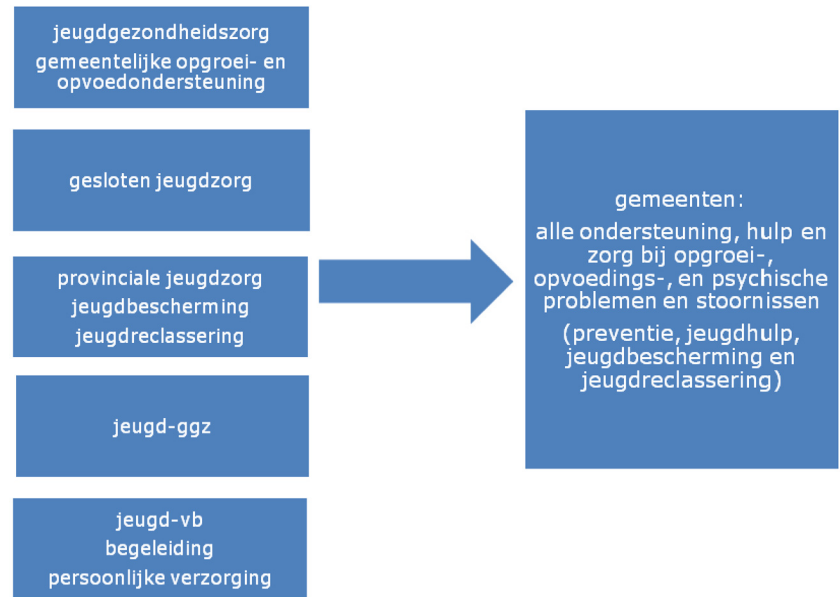 jeugdgezondheidszorg
gemeentelijke opgroei- en
opvoedondersteuning
gesloten jeugdzorg
provinciale jeugdzorg
jeugdbescherming
jeugdreclassering
jeugd-ggz
jeugd-vb
begeleiding
persoonlijke verzorging
gemeenten:
alle ondersteuning, hulp en
zorg bij opgroei-,
opvoedings-, en psychische
problemen en stoornissen
(preventie, jeugdhulp,
jeugdbescherming en
jeugdreclassering)